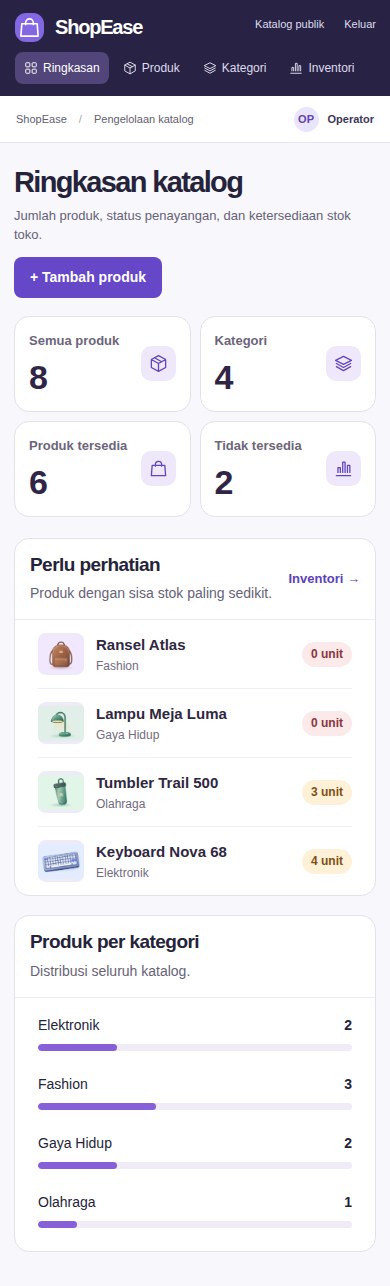 ShopEase
Katalog publik
Keluar
Ringkasan
Produk
Kategori
Inventori
ShopEase / Pengelolaan katalog
OP Operator
Ringkasan katalog
Jumlah produk, status penayangan, dan ketersediaan stok
toko.
+ Tambah produk
Semua produk
8
Kategori
4
Produk tersedia
6
Tidak tersedia
2
Perlu perhatian
Produk dengan sisa stok paling sedikit.
Inventori →
Ransel Atlas
Fashion
0 unit
Lampu Meja Luma
Gaya Hidup
0 unit
Tumbler Trail 500
Olahraga
3 unit
Keyboard Nova 68
Elektronik
4 unit
Produk per kategori
Distribusi seluruh katalog.
Elektronik 2
Fashion 3
Gaya Hidup 2
Olahraga 1